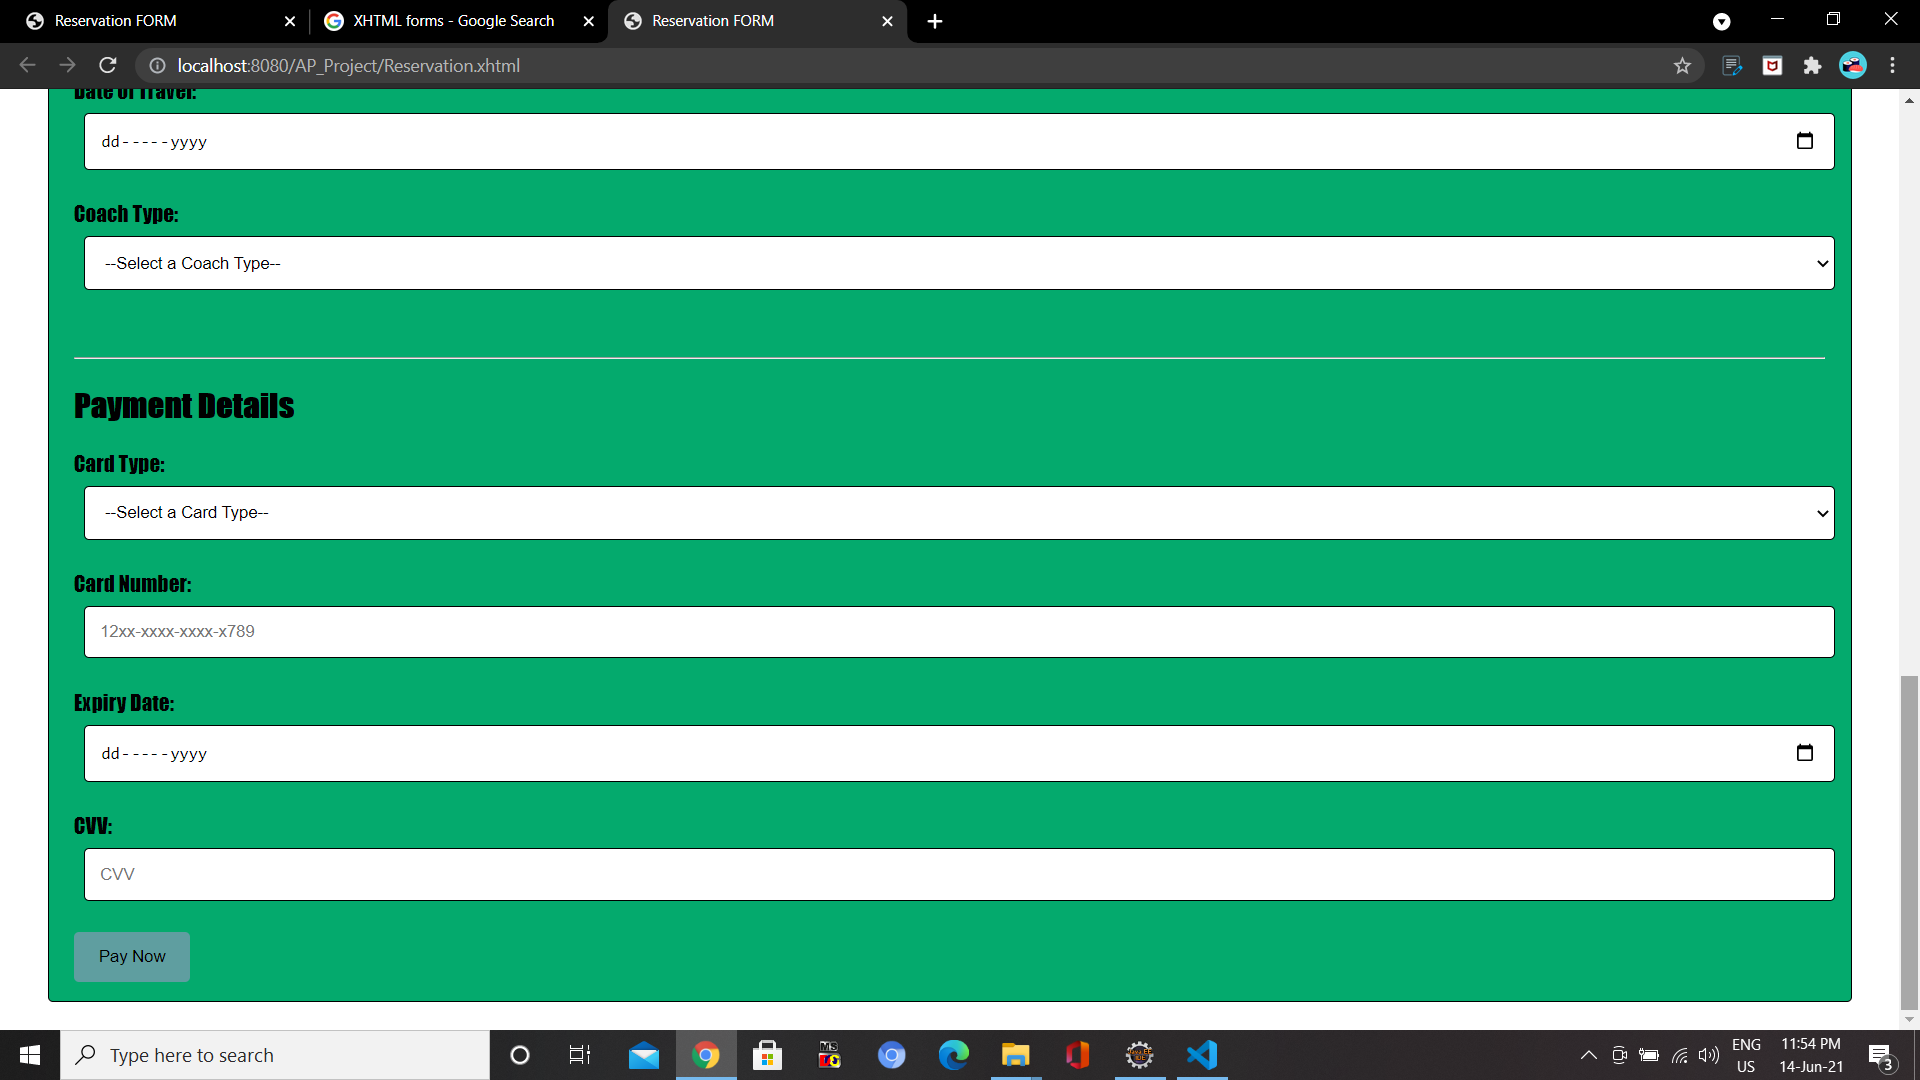 Reservation FORM
XHTML forms - Google Search
Reservation FORM
localhost:8080/AP_Project/Reservation.xhtml
Date of Travel:
dd-----yyyy
Coach Type:
--Select a Coach Type--
Payment Details
Card Type:
--Select a Card Type--
Card Number:
12xx-xxxx-xxxx-x789
Expiry Date:
dd-----yyyy
CVV:
CVV
Pay Now
Type here to search
ENG
US
11:54 PM
14-Jun-21
3